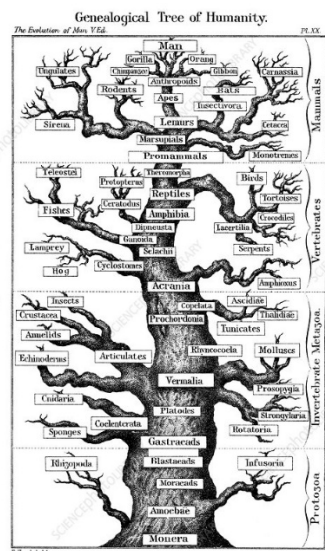 Genealogical Tree of Humanity.
The Evolution of Man V.Ed.
Pl.XX.
Man
Gorilla
Orang
Chimpanzee
Gibbon
Anthropoids
Ungulates
Carnassia
Rodents
Apes
Bats
Insectivora
Lemurs
Sirena
Cetacea
Marsupials
Promammals
Monotremes
Mammals
Teleostei
Theromorpha
Protopterus
Birds
Reptiles
Ceratodus
Tortoises
Fishes
Amphibia
Crocodiles
Dipneusta
Lacertilia
Ganoida
Lamprey
Serpents
Selachii
Cyclostomes
Hog
Acrania
Amphioxus
Vertebrates
Insects
Copelata
Ascidiae
Crustacea
Thalidiae
Prochordonia
Tunicates
Annelids
Rhyncocoela
Articulates
Molluscs
Echinoderms
Vermalia
Prosopygia
Cnidaria
Platodes
Strongylaria
Coelenterata
Rotatoria
Sponges
Gastraeads
Invertebrate Metazoa.
Blastaeads
Rhizopoda
Infusoria
Moraeads
Amoebae
Monera
Protozoa